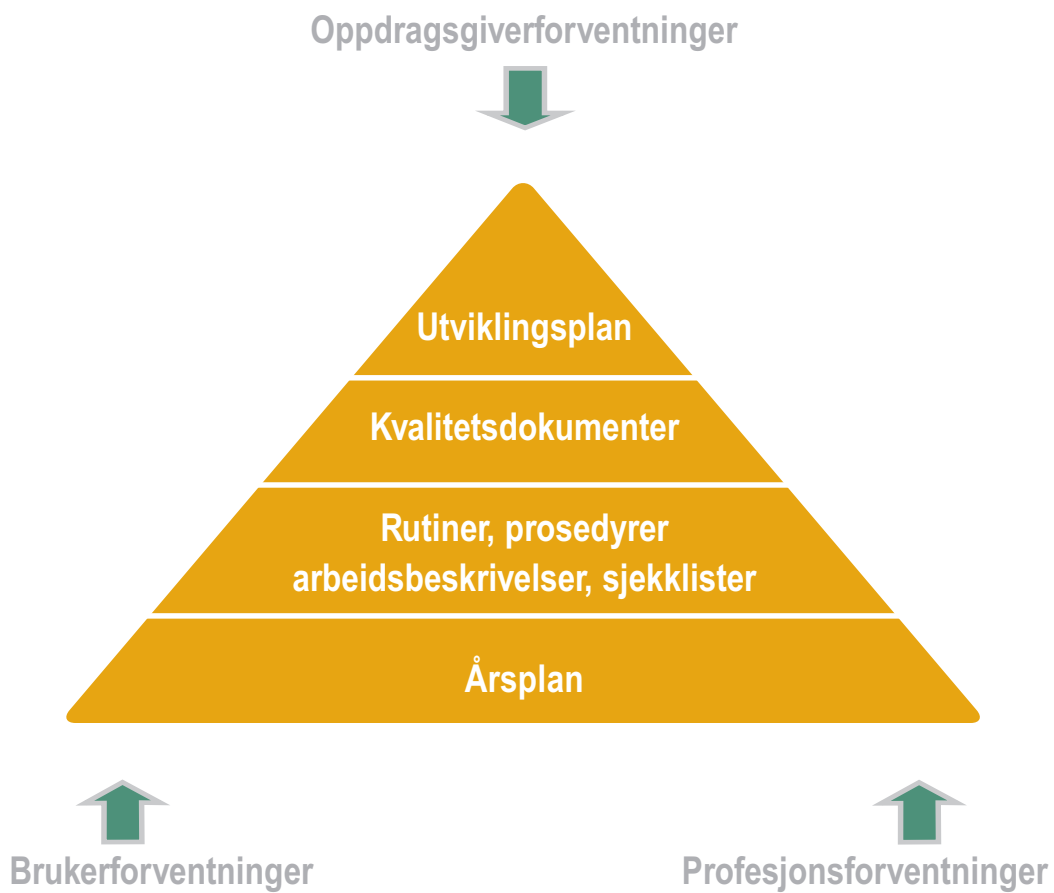 Oppdragsgiverforventninger
Utviklingsplan
Kvalitetsdokumenter
Rutiner, prosedyrer
arbeidsbeskrivelser, sjekklister
Årsplan
Brukerforventninger
Profesjonsforventninger